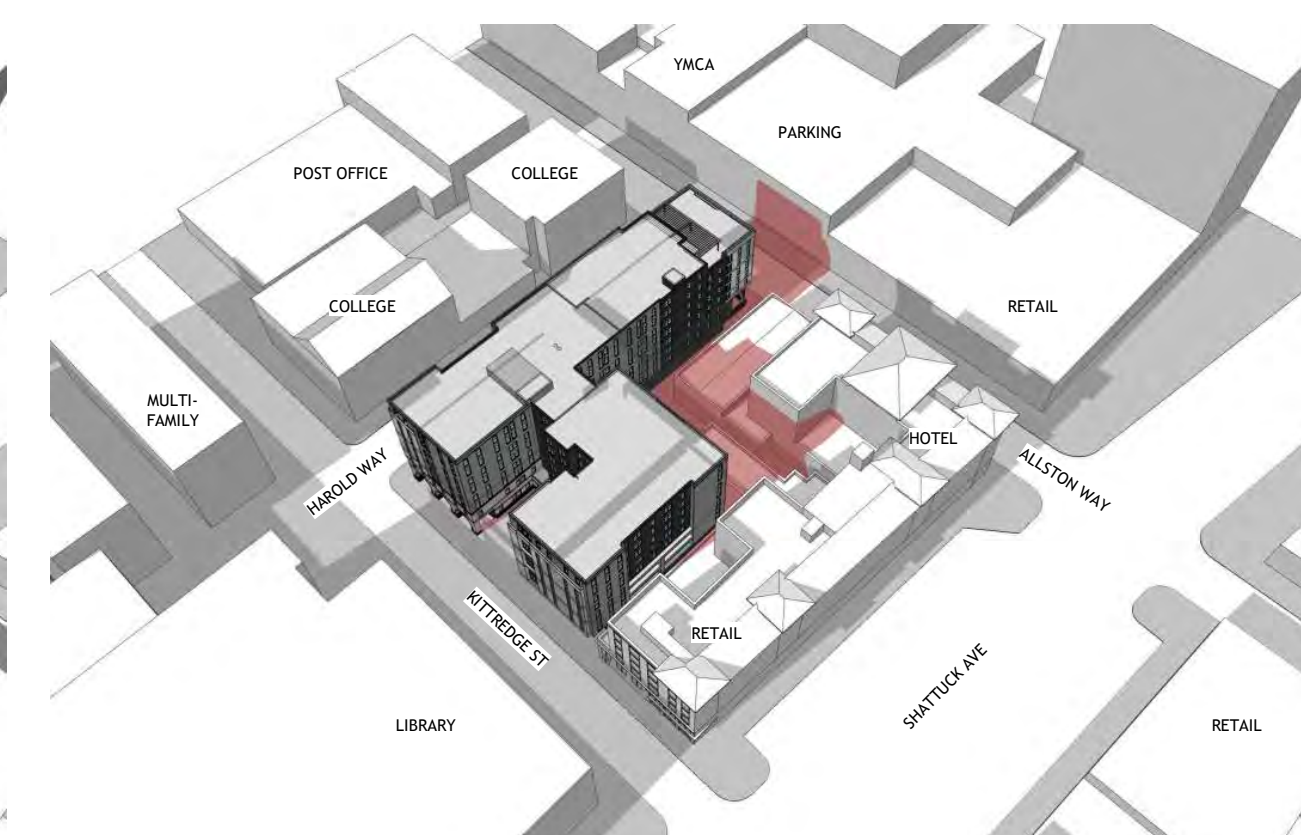 YMCA
PARKING
POST OFFICE
COLLEGE
COLLEGE
RETAIL
MULTI-
FAMILY
HOTEL
HAROLD WAY
ALLSTON WAY
KITTREDGE ST
RETAIL
SHATTUCK AVE
LIBRARY
RETAIL